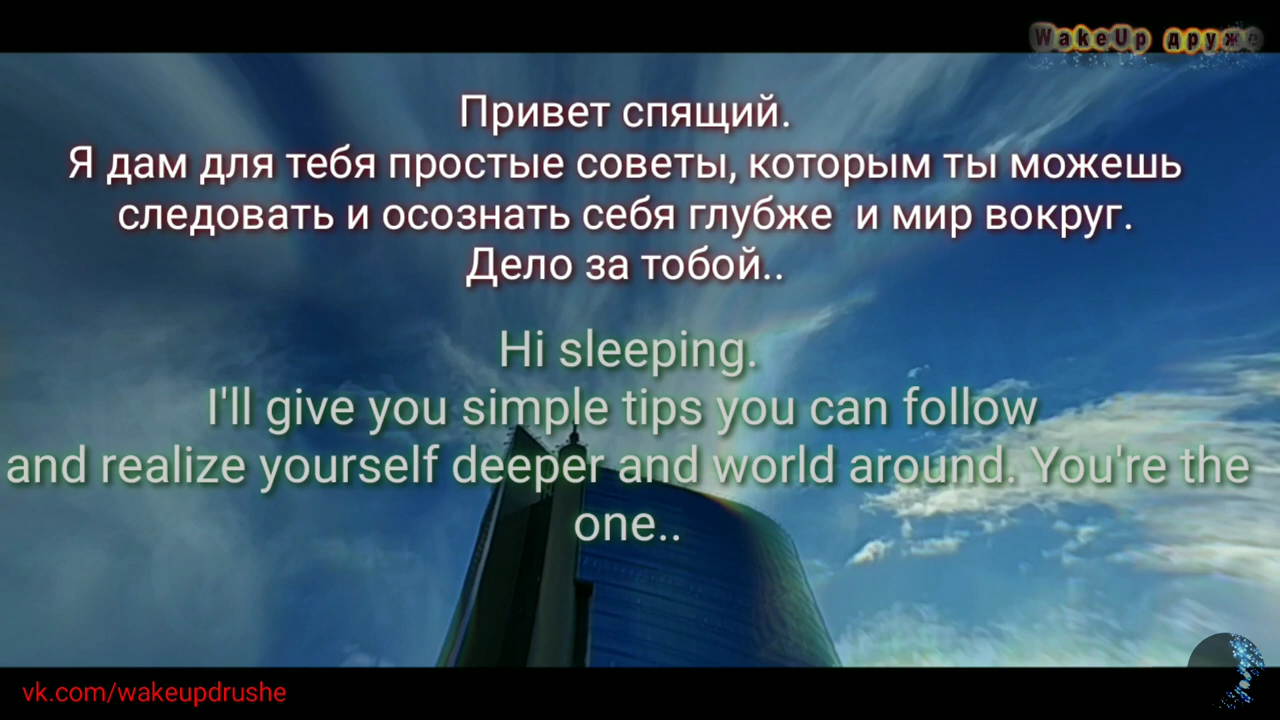 WakeUp друже
Привет спящий.
Я дам для тебя простые советы, которым ты можешь
следовать и осознать себя глубже и мир вокруг.
Дело за тобой..
Hi sleeping.
I'll give you simple tips you can follow
and realize yourself deeper and world around. You're the
one..
vk.com/wakeupdrushe